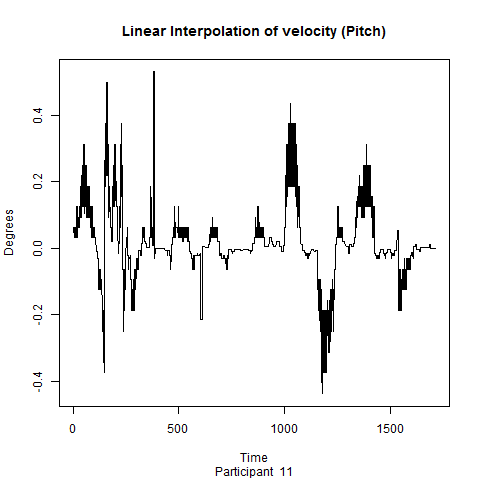 Linear Interpolation of velocity (Pitch)
Degrees
0.4
0.2
0.0
-0.2
-0.4
0
500
1000
1500
Time
Participant 11